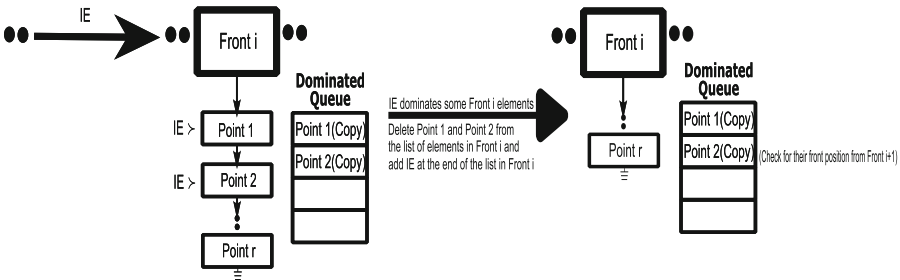 IE
Front i
Dominated
Queue
IE ≻
Point 1
Point 1(Copy)
Point 2(Copy)
IE ≻
Point 2
Point r
IE dominates some Front i elements
Delete Point 1 and Point 2 from
the list of elements in Front i and
add IE at the end of the list in Front i
Front i
Dominated
Queue
Point 1(Copy)
Point 2(Copy)
(Check for their front position from Front i+1)
Point r